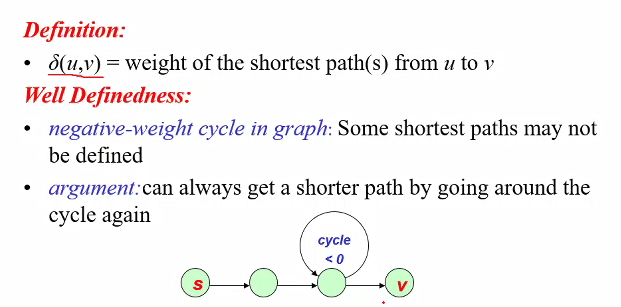 Definition:
• δ(u,v) = weight of the shortest path(s) from u to v
Well Definedness:
• negative-weight cycle in graph: Some shortest paths may not
be defined
• argument:can always get a shorter path by going around the
cycle again
cycle
< 0
s
v